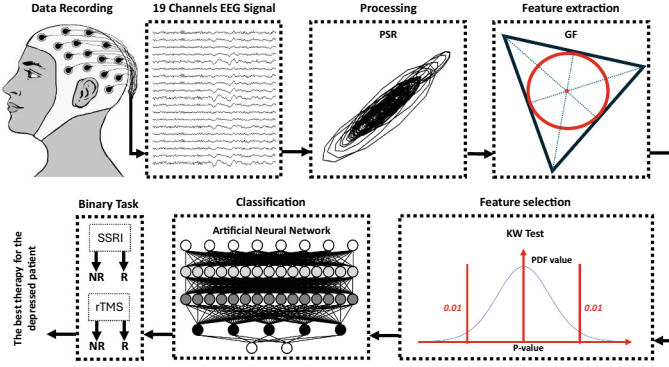 Data Recording
19 Channels EEG Signal
Processing
Feature extraction
PSR
GF
The best therapy for the
depressed patient
Binary Task
Classification
Feature selection
SSRI
NR R
rTMS
NR R
Artificial Neural Network
KW Test
PDF value
0.01
0.01
P-value